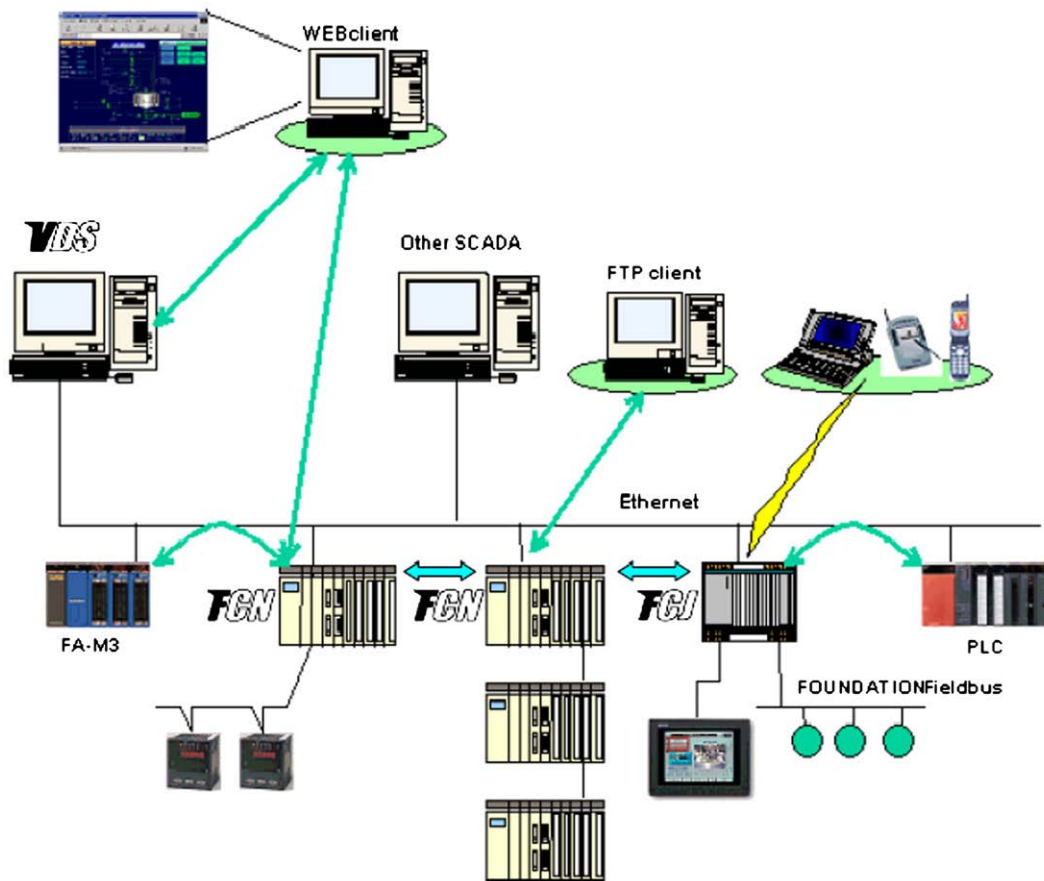 WEBclient
VDS
Other SCADA
FTP client
Ethernet
FCN
FCN
FCJ
FA-M3
PLC
FOUNDATIONFieldbus